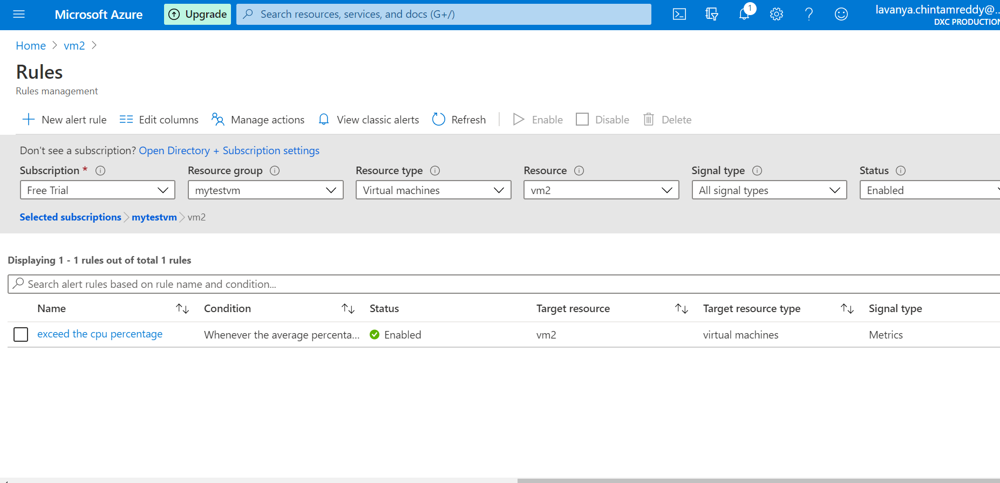 Microsoft Azure
Upgrade
Search resources, services, and docs (G+/)
1
lavanya.chintamreddy@...
DXC PRODUCTION
Home > vm2 >
Rules
Rules management
New alert rule Edit columns Manage actions View classic alerts Refresh Enable Disable Delete
Don't see a subscription? Open Directory + Subscription settings
Subscription * Resource group Resource type Resource Signal type Status
Free Trial mytestvm Virtual machines vm2 All signal types Enabled
Selected subscriptions > mytestvm > vm2
Displaying 1 - 1 rules out of total 1 rules
Search alert rules based on rule name and condition...
Name Condition Status Target resource Target resource type Signal type
exceed the cpu percentage Whenever the average percenta... Enabled vm2 virtual machines Metrics